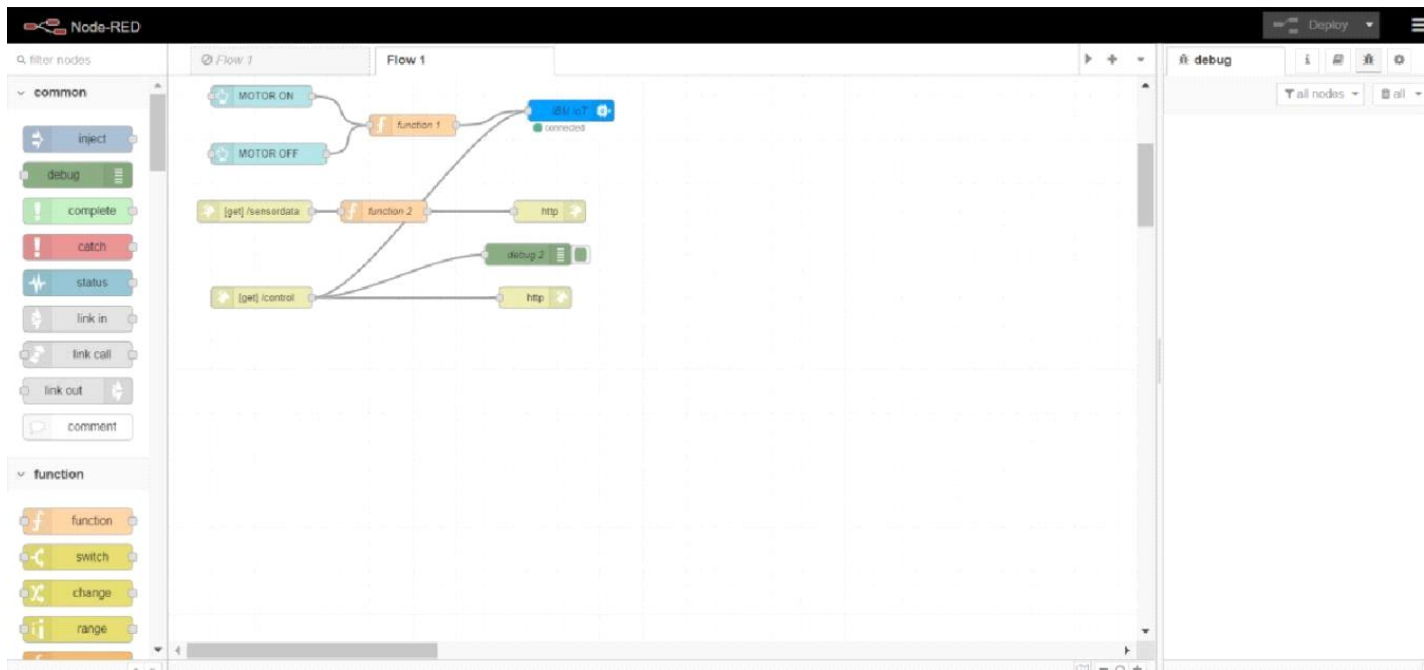 Node-RED
Deploy
filter nodes
Flow 1
Flow 1
debug
i
common
all nodes
all
inject
debug
complete
catch
status
link in
link call
link out
comment
function
function
switch
change
range
MOTOR ON
function 1
IBM IoT
connected
MOTOR OFF
[get] /sensordata
function 2
http
debug 2
[get] /control
http